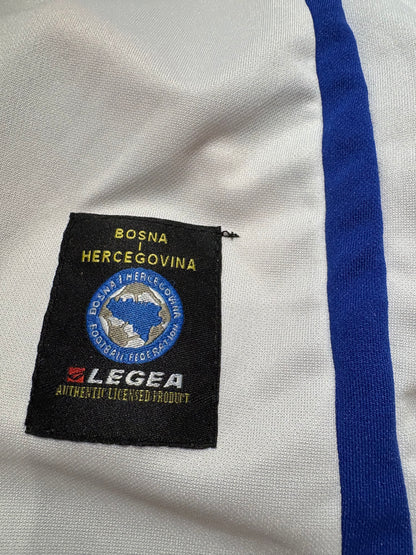 BOSNA
I
HERCEGOVINA
BOSNA I HERCEGOVINA
FOOTBALL FEDERATION
LEGEA
AUTHENTIC LICENSED PRODUCT